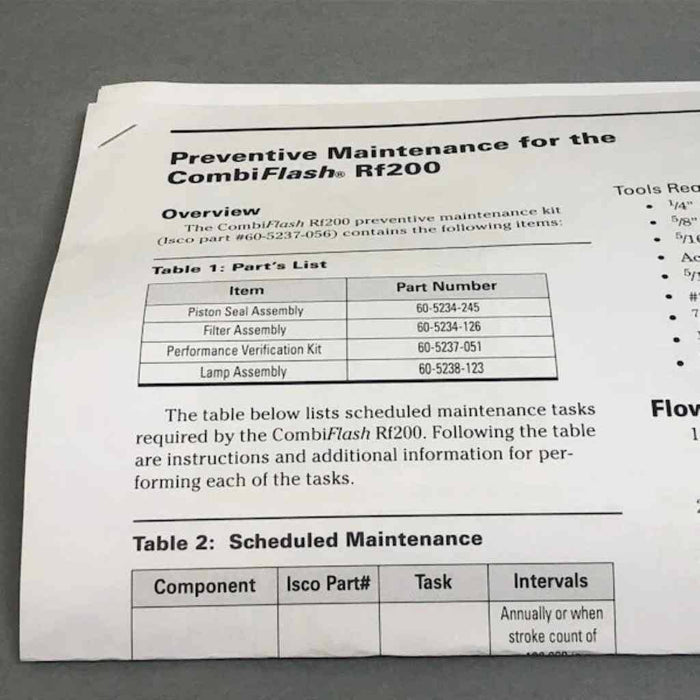 Preventive Maintenance for the
CombiFlash® Rf200
Overview
The CombiFlash Rf200 preventive maintenance kit
(Isco part #60-5237-056) contains the following items:
Table 1: Part's List
Item Part Number
Piston Seal Assembly 60-5234-245
Filter Assembly 60-5234-126
Performance Verification Kit 60-5237-051
Lamp Assembly 60-5238-123
The table below lists scheduled maintenance tasks
required by the CombiFlash Rf200. Following the table
are instructions and additional information for per-
forming each of the tasks.
Table 2: Scheduled Maintenance
Component Isco Part# Task Intervals
Annually or when
stroke count of
Tools
• 1/4"
• 5/8"
1